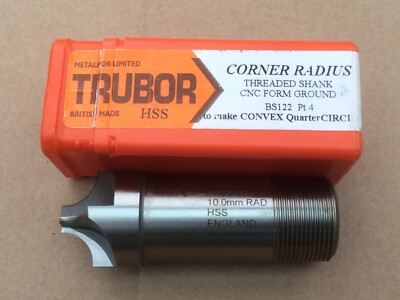 METALFOR LIMITED
TRUBOR
BRITISH MADE HSS
CORNER RADIUS
THREADED SHANK
CNC FORM GROUND
BS122 Pt 4
to make CONVEX QuarterCIRCl
10.0mm RAD
HSS
ENGLAND